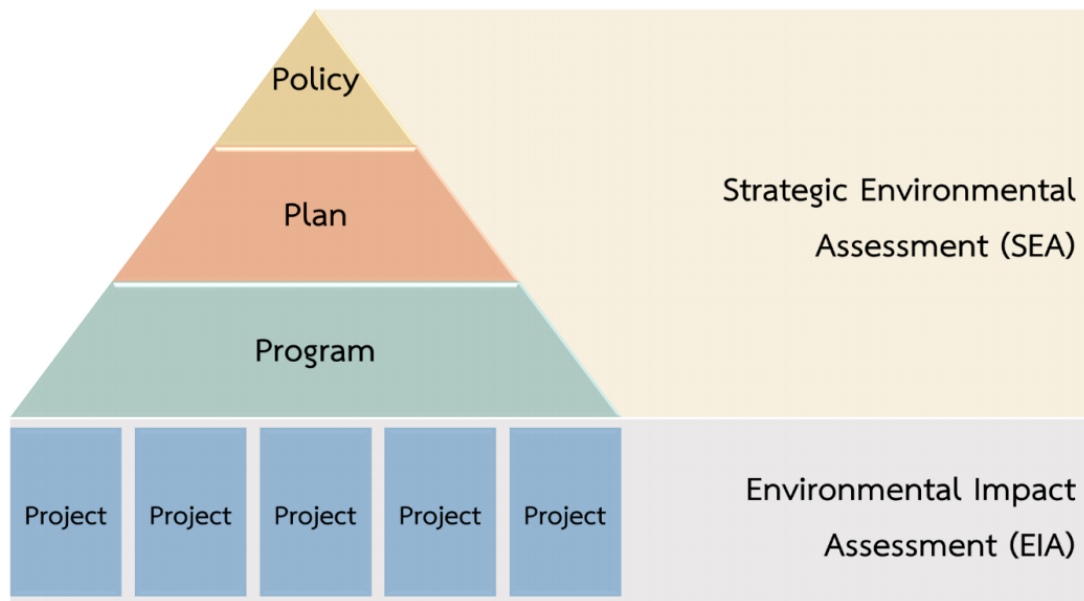 Policy
Plan
Strategic Environmental
Assessment (SEA)
Program
Project Project Project Project Project
Environmental Impact
Assessment (EIA)